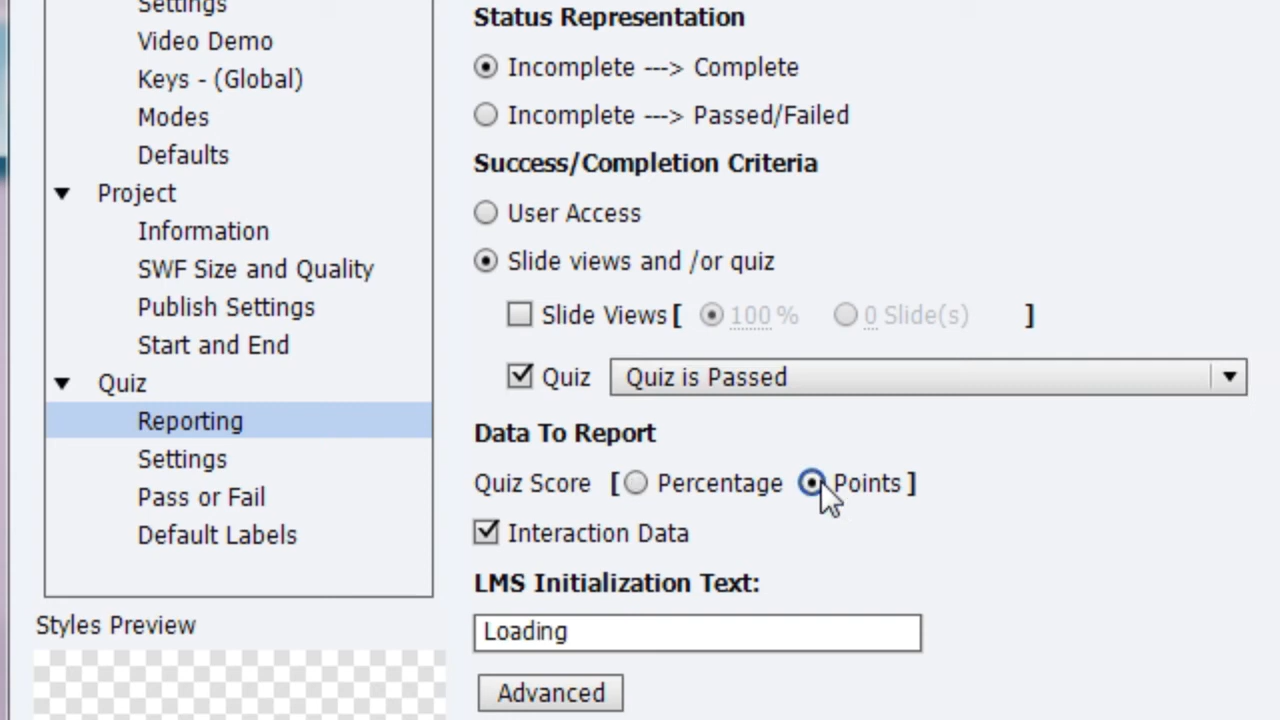 Settings
Video Demo
Keys - (Global)
Modes
Defaults
Project
Information
SWF Size and Quality
Publish Settings
Start and End
Quiz
Reporting
Settings
Pass or Fail
Default Labels
Styles Preview
Status Representation
Incomplete ---> Complete
Incomplete ---> Passed/Failed
Success/Completion Criteria
User Access
Slide views and /or quiz
Slide Views [ 100 % 0 Slide(s) ]
Quiz Quiz is Passed
Data To Report
Quiz Score [ Percentage Points ]
Interaction Data
LMS Initialization Text:
Loading
Advanced